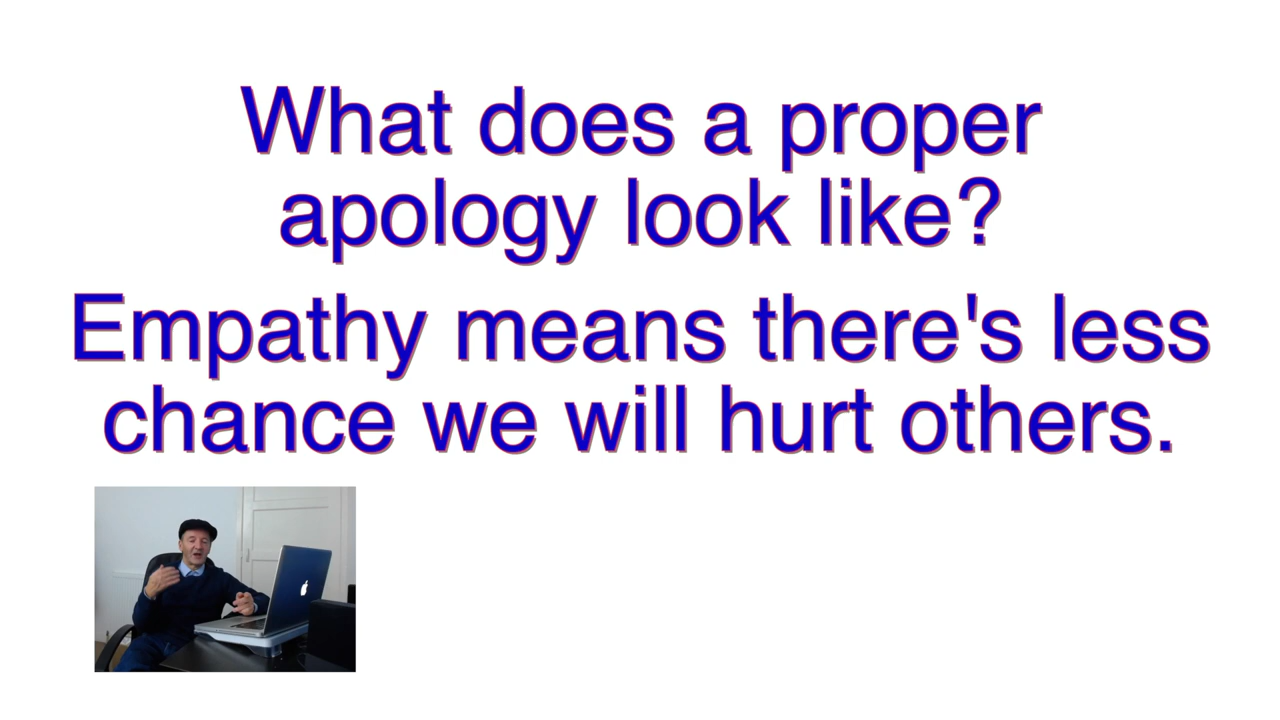 What does a proper
apology look like?
Empathy means there's less
chance we will hurt others.